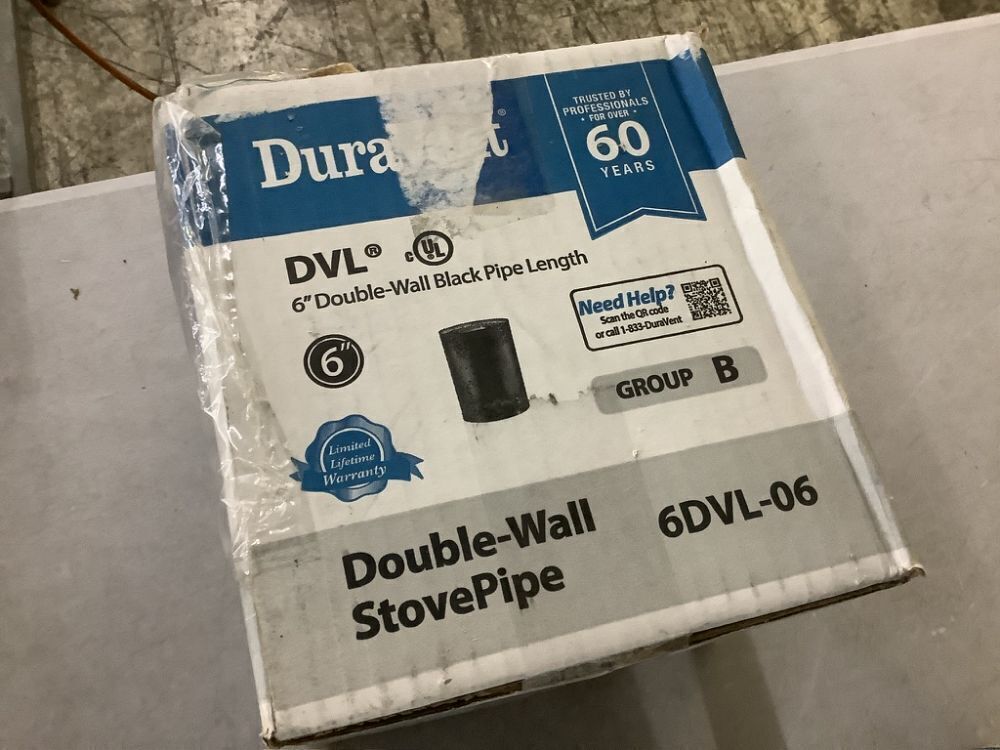 Dura t®
TRUSTED BY
PROFESSIONALS
• FOR OVER •
60
YEARS
DVL® c UL
6" Double-Wall Black Pipe Length
Need Help?
Scan the QR code
or call 1-833-DuraVent
6"
GROUP B
Limited
Lifetime
Warranty
Double-Wall
StovePipe
6DVL-06